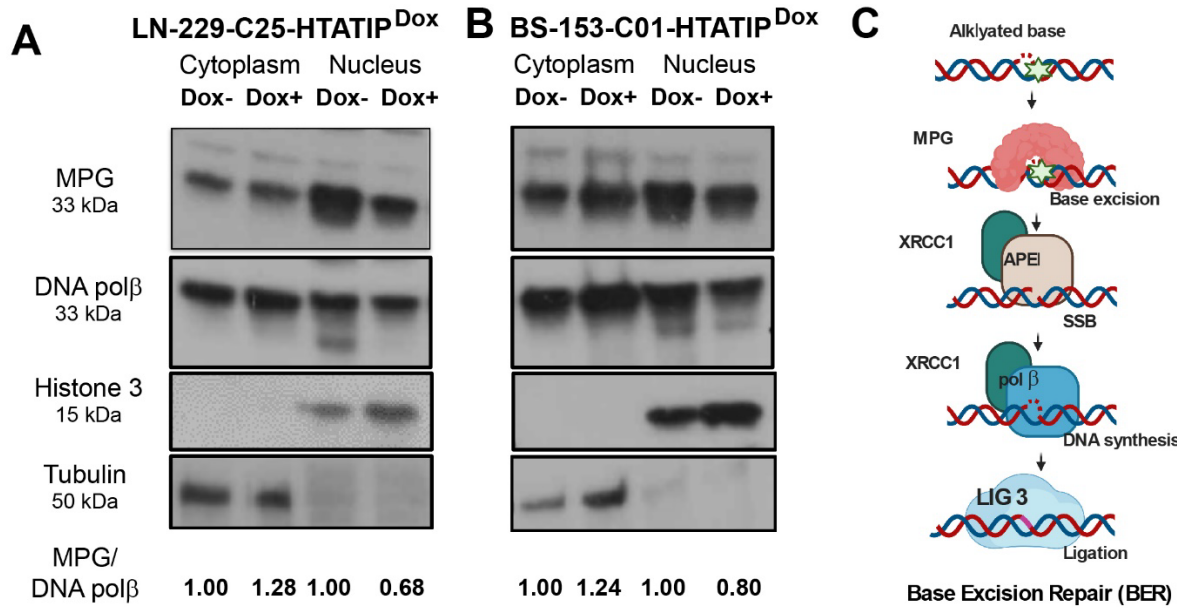 A
LN-229-C25-HTATIP^Dox
Cytoplasm Nucleus
Dox- Dox+ Dox- Dox+
MPG
33 kDa
DNA polβ
33 kDa
Histone 3
15 kDa
Tubulin
50 kDa
MPG/
DNA polβ
1.00 1.28 1.00 0.68
B
BS-153-C01-HTATIP^Dox
Cytoplasm Nucleus
Dox- Dox+ Dox- Dox+
1.00 1.24 1.00 0.80
C
Alklyated base
MPG
Base excision
XRCC1
APEI
SSB
XRCC1
pol β
DNA synthesis
LIG 3
Ligation
Base Excision Repair (BER)